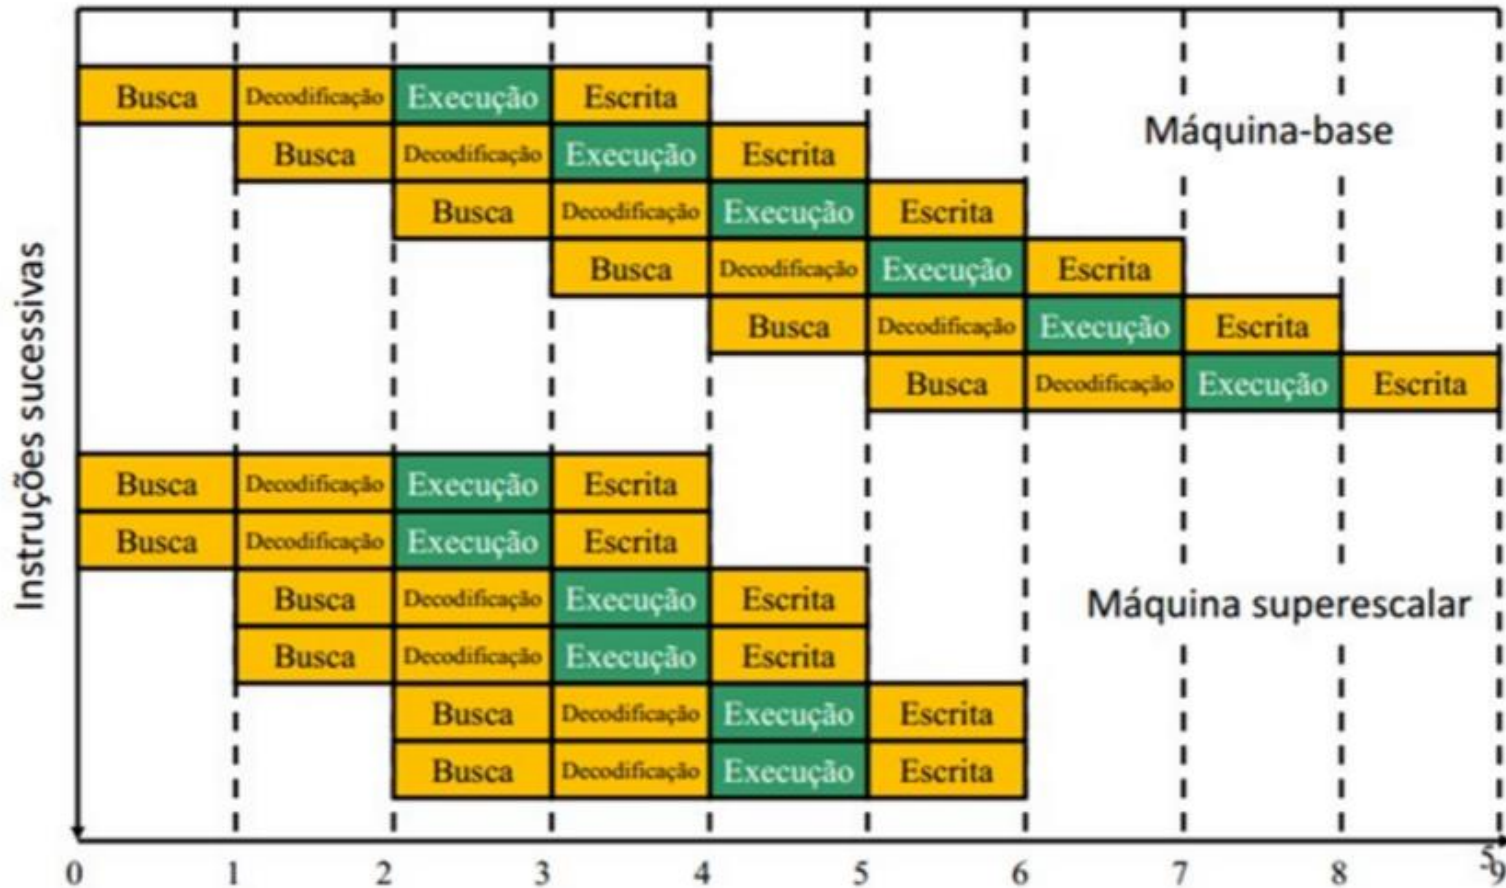 Busca Decodificação Execução Escrita
Máquina-base
Busca Decodificação Execução Escrita
Busca Decodificação Execução Escrita
Busca Decodificação Execução Escrita
Busca Decodificação Execução Escrita
Busca Decodificação Execução Escrita
Instruções sucessivas
Busca Decodificação Execução Escrita
Busca Decodificação Execução Escrita
Busca Decodificação Execução Escrita
Máquina superescalar
Busca Decodificação Execução Escrita
Busca Decodificação Execução Escrita
Busca Decodificação Execução Escrita
0 1 2 3 4 5 6 7 8 9